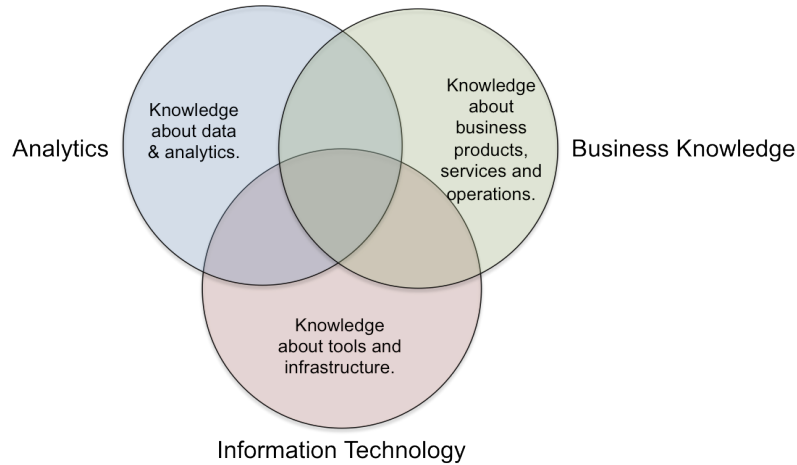 Knowledge
about data
& analytics.
Knowledge
about
business
products,
services and
operations.
Analytics
Business Knowledge
Knowledge
about tools and
infrastructure.
Information Technology